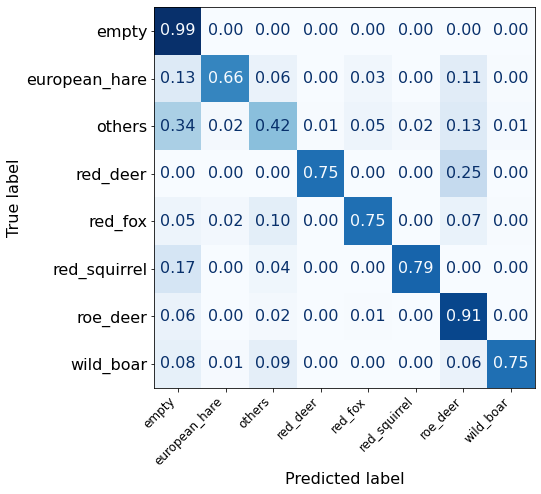 True label
empty 0.99 0.00 0.00 0.00 0.00 0.00 0.00 0.00
european_hare 0.13 0.66 0.06 0.00 0.03 0.00 0.11 0.00
others 0.34 0.02 0.42 0.01 0.05 0.02 0.13 0.01
red_deer 0.00 0.00 0.00 0.75 0.00 0.00 0.25 0.00
red_fox 0.05 0.02 0.10 0.00 0.75 0.00 0.07 0.00
red_squirrel 0.17 0.00 0.04 0.00 0.00 0.79 0.00 0.00
roe_deer 0.06 0.00 0.02 0.00 0.01 0.00 0.91 0.00
wild_boar 0.08 0.01 0.09 0.00 0.00 0.00 0.06 0.75
empty european_hare others red_deer red_fox red_squirrel roe_deer wild_boar
Predicted label